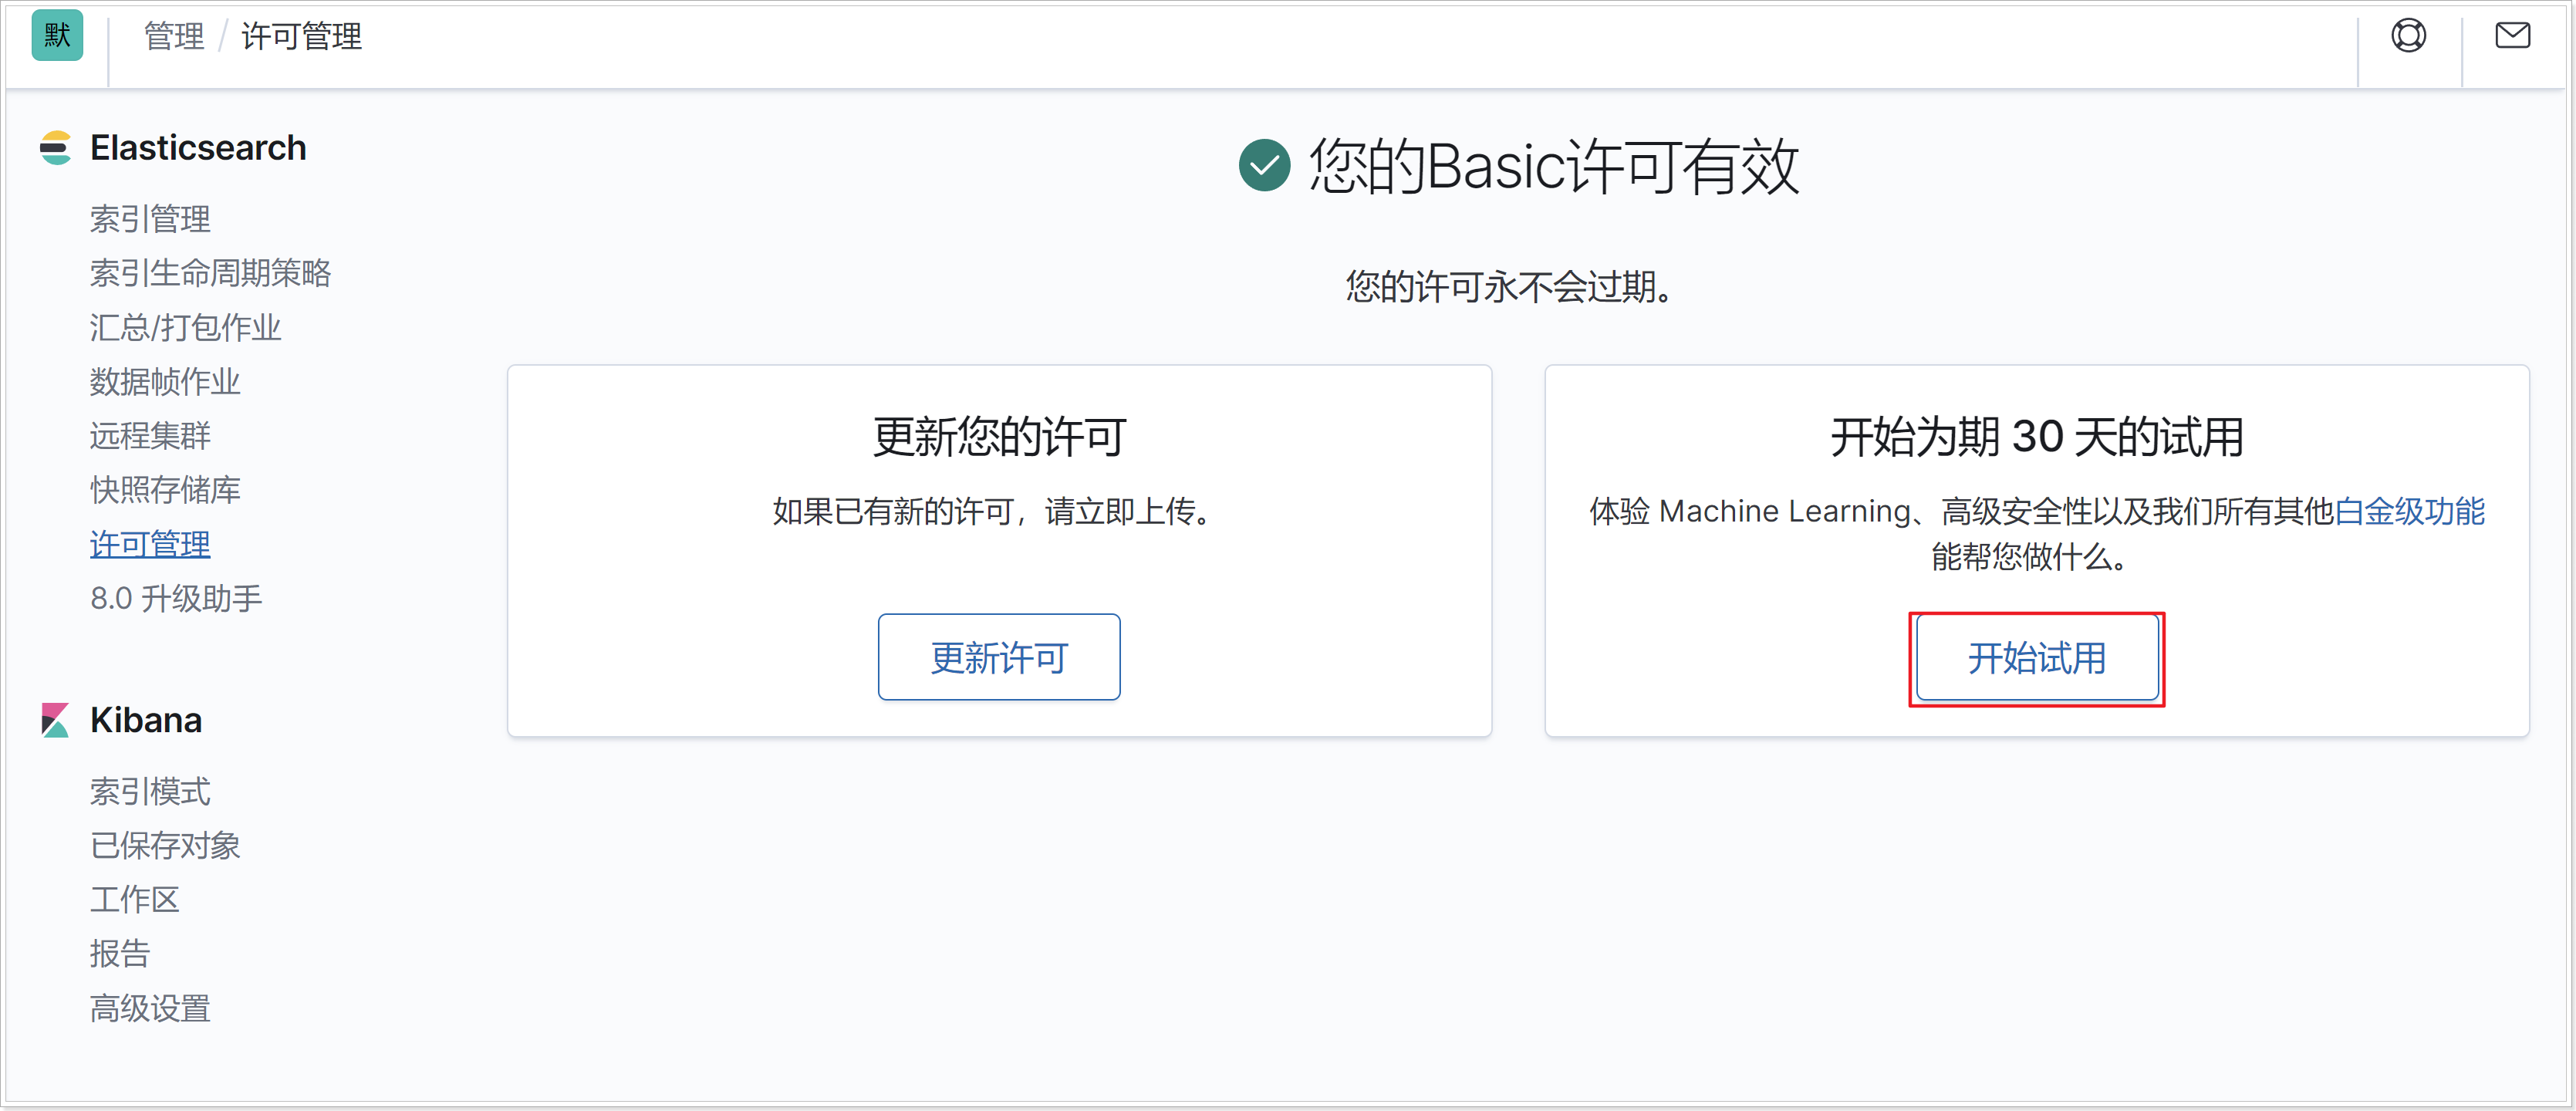 默
管理 / 许可管理
Elasticsearch
索引管理
索引生命周期策略
汇总/打包作业
数据帧作业
远程集群
快照存储库
许可管理
8.0 升级助手
Kibana
索引模式
已保存对象
工作区
报告
高级设置
您的Basic许可有效
您的许可永不会过期。
更新您的许可
如果已有新的许可，请立即上传。
更新许可
开始为期 30 天的试用
体验 Machine Learning、高级安全性以及我们所有其他白金级功能
能帮您做什么。
开始试用